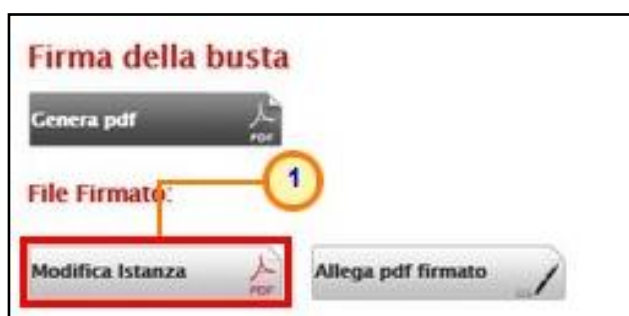 Firma della busta
Genera pdf
PDF
File Firmato:
1
Modifica Istanza
PDF
Allega pdf firmato